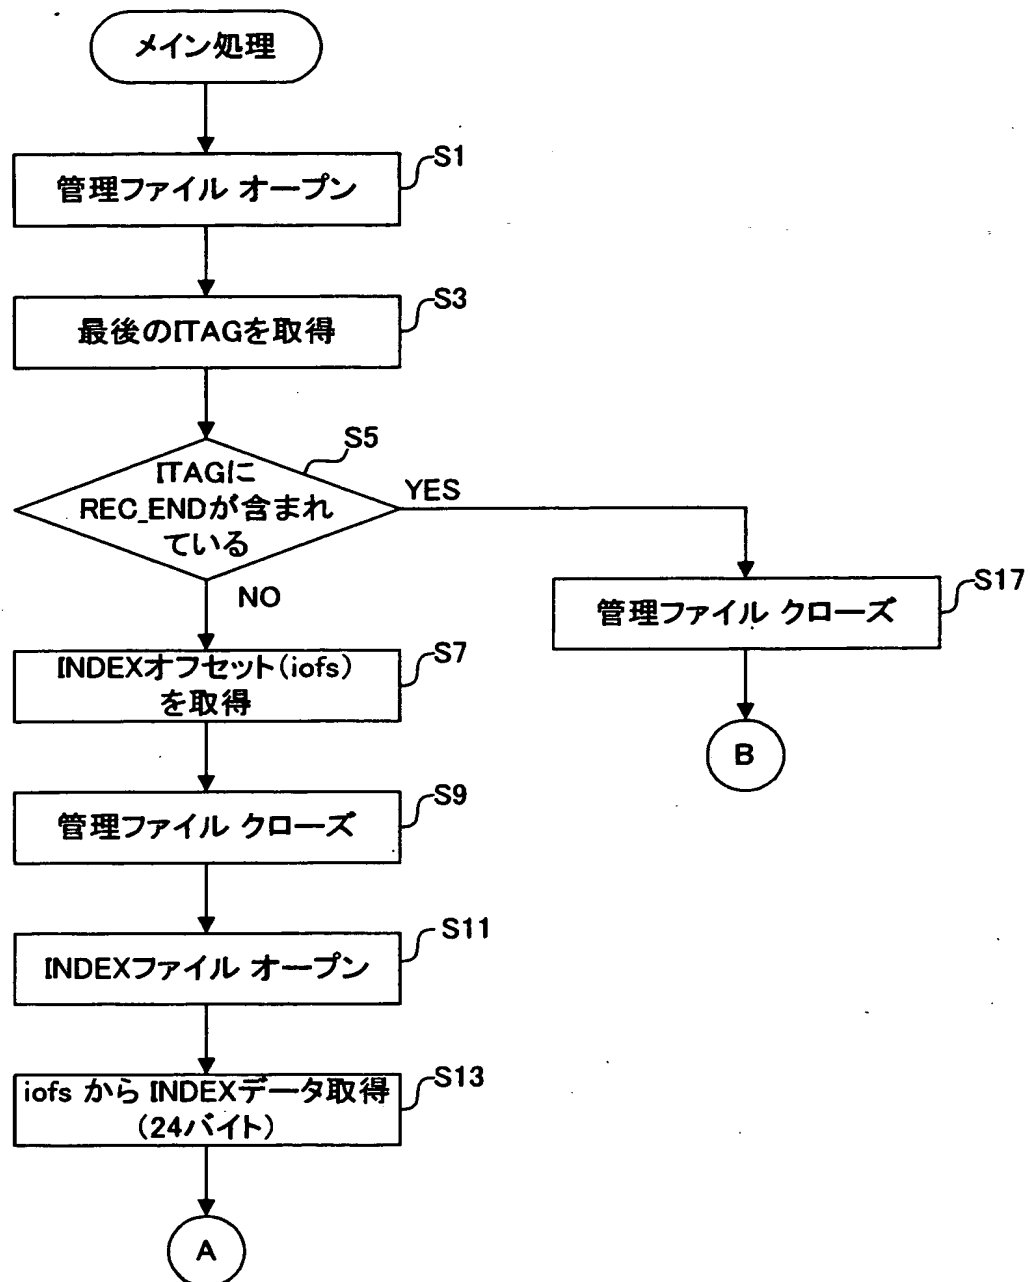 メイン処理
S1
管理ファイル オープン
S3
最後のITAGを取得
S5
ITAGに
REC_ENDが含まれ
ている
YES
NO
S17
管理ファイル クローズ
B
S7
INDEXオフセット(iofs)
を取得
S9
管理ファイル クローズ
S11
INDEXファイル オープン
S13
iofs から INDEXデータ取得
(24バイト)
A